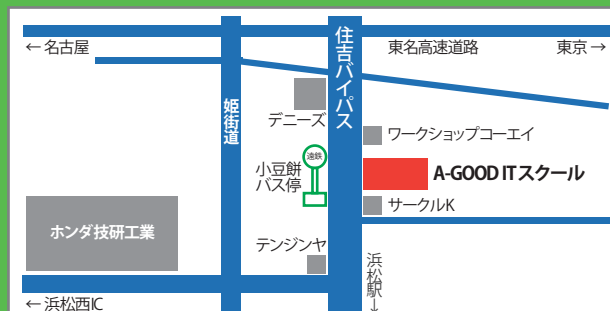 ← 名古屋
東名高速道路
東京 →
住吉バイパス
姫街道
デニーズ
ワークショップコーエイ
遠鉄
小豆餅
バス停
A-GOOD ITスクール
サークルK
ホンダ技研工業
テンジンヤ
浜松駅→
← 浜松西IC